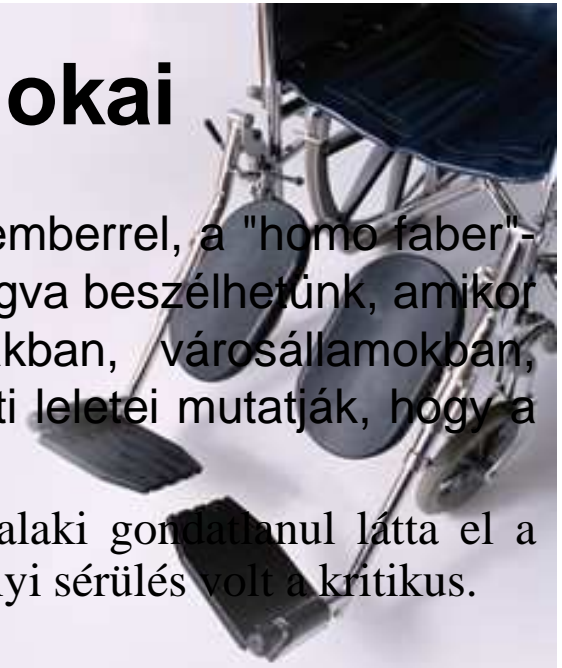 okai
emberrel, a "homo faber"-
gva beszélhetünk, amikor
kban, városállamokban,
ti leletei mutatják, hogy a
alaki gondatlanul látta el a
lyi sérülés volt a kritikus.